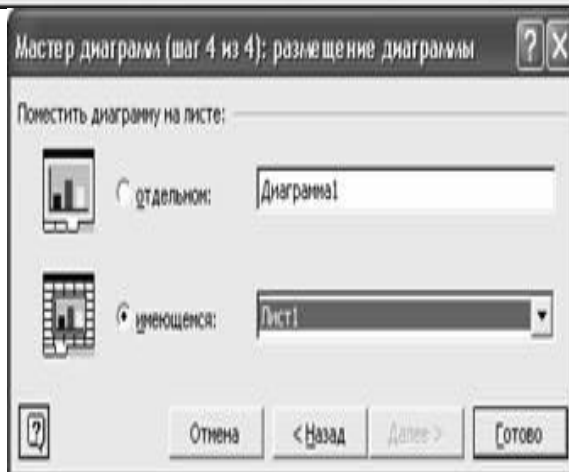 Мастер диаграмм (шаг 4 из 4): размещение диаграммы
Поместить диаграмму на листе:
отдельном: Диаграмма1
имеющемся: Лист1
Отмена < Назад Далее > Готово